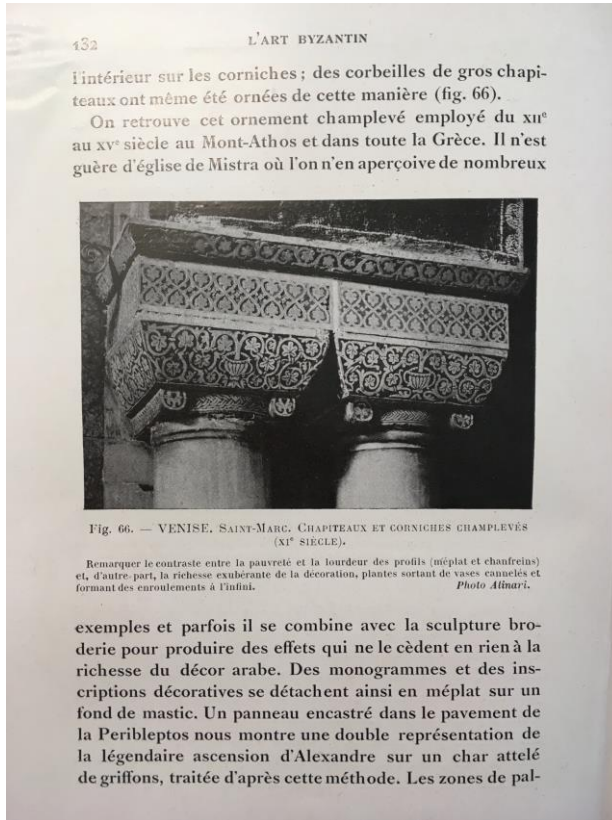 132
L'ART BYZANTIN
l'intérieur sur les corniches ; des corbeilles de gros chapi-
teaux ont même été ornées de cette manière (fig. 66).
On retrouve cet ornement champlevé employé du XIIe
au XVe siècle au Mont-Athos et dans toute la Grèce. Il n'est
guère d'église de Mistra où l'on n'en aperçoive de nombreux
Fig. 66. — VENISE. SAINT-MARC. CHAPITEAUX ET CORNICHES CHAMPLEVÉS
(XIe SIÈCLE).
Remarquer le contraste entre la pauvreté et la lourdeur des profils (méplat et chanfreins)
et, d'autre part, la richesse exubérante de la décoration, plantes sortant de vases cannelés et
formant des enroulements à l'infini. Photo Alinari.
exemples et parfois il se combine avec la sculpture bro-
derie pour produire des effets qui ne le cèdent en rien à la
richesse du décor arabe. Des monogrammes et des ins-
criptions décoratives se détachent ainsi en méplat sur un
fond de mastic. Un panneau encastré dans le pavement de
la Peribleptos nous montre une double représentation de
la légendaire ascension d'Alexandre sur un char attelé
de griffons, traitée d'après cette méthode. Les zones de pal-